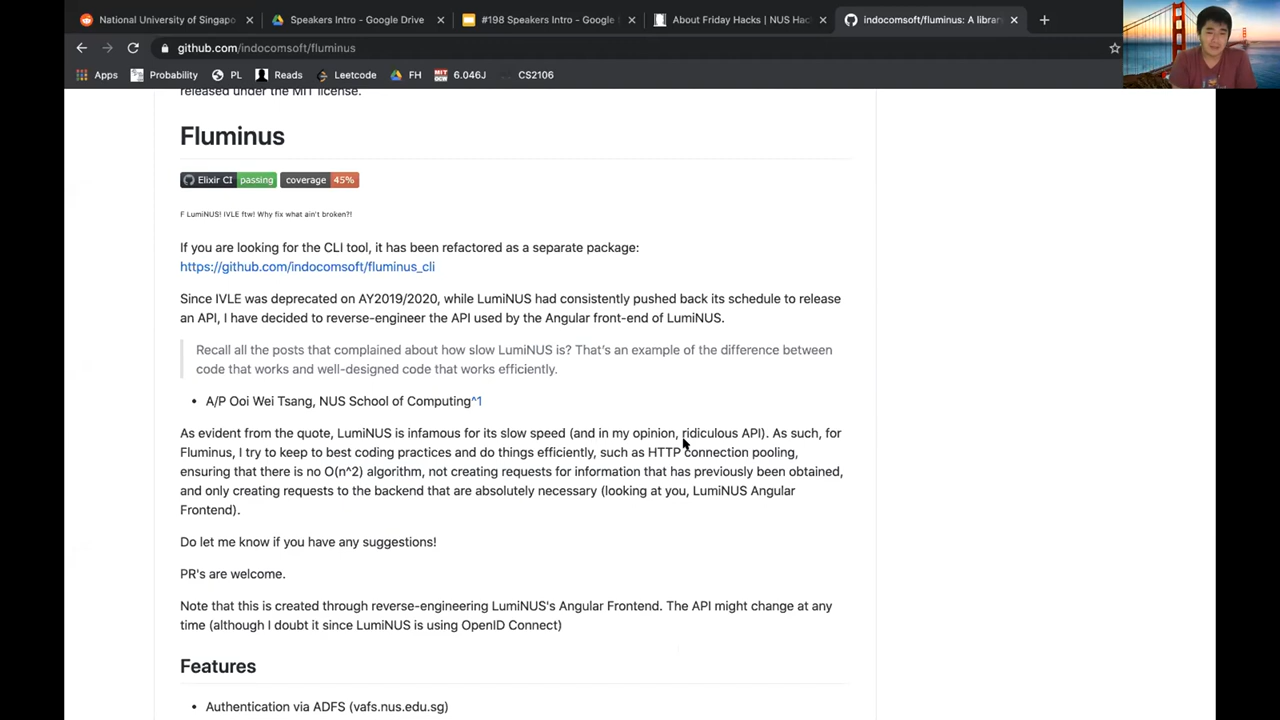 National University of Singapo
Speakers Intro - Google Drive
#198 Speakers Intro - Google
About Friday Hacks | NUS Hac
indocomsoft/fluminus: A librar
github.com/indocomsoft/fluminus
Apps
Probability
PL
Reads
Leetcode
FH
MIT OCW
6.046J
CS2106
released under the MIT license.
Fluminus
Elixir CI passing
coverage 45%
F LumiNUS! IVLE ftw! Why fix what ain't broken?!
If you are looking for the CLI tool, it has been refactored as a separate package:
https://github.com/indocomsoft/fluminus_cli
Since IVLE was deprecated on AY2019/2020, while LumiNUS had consistently pushed back its schedule to release
an API, I have decided to reverse-engineer the API used by the Angular front-end of LumiNUS.
Recall all the posts that complained about how slow LumiNUS is? That's an example of the difference between
code that works and well-designed code that works efficiently.
• A/P Ooi Wei Tsang, NUS School of Computing^1
As evident from the quote, LumiNUS is infamous for its slow speed (and in my opinion, ridiculous API). As such, for
Fluminus, I try to keep to best coding practices and do things efficiently, such as HTTP connection pooling,
ensuring that there is no O(n^2) algorithm, not creating requests for information that has previously been obtained,
and only creating requests to the backend that are absolutely necessary (looking at you, LumiNUS Angular
Frontend).
Do let me know if you have any suggestions!
PR's are welcome.
Note that this is created through reverse-engineering LumiNUS's Angular Frontend. The API might change at any
time (although I doubt it since LumiNUS is using OpenID Connect)
Features
• Authentication via ADFS (vafs.nus.edu.sg)